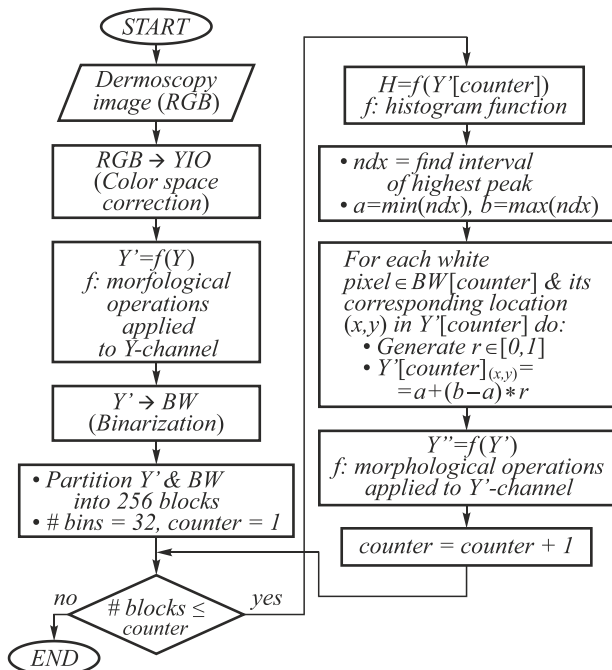 START
Dermoscopy
image (RGB)
RGB → YIO
(Color space
correction)
Y’=f(Y)
f: morfological
operations
applied
to Y-channel
Y’ → BW
(Binarization)
• Partition Y’ & BW
into 256 blocks
• # bins = 32, counter = 1
no
# blocks ≤
counter
yes
END
H=f(Y’[counter])
f: histogram function
• ndx = find interval
of highest peak
• a=min(ndx), b=max(ndx)
For each white
pixel∈BW[counter] & its
corresponding location
(x,y) in Y’[counter] do:
• Generate r∈[0,1]
• Y’[counter](x,y)=
=a+(b–a)*r
Y’’=f(Y’)
f: morphological operations
applied to Y’-channel
counter = counter + 1